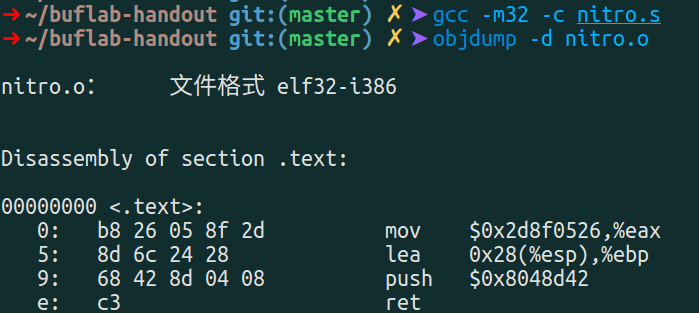 ➜ ~/buflab-handout git:(master) ✗ ➤ gcc -m32 -c nitro.s
➜ ~/buflab-handout git:(master) ✗ ➤ objdump -d nitro.o
nitro.o:     文件格式 elf32-i386
Disassembly of section .text:
00000000 <.text>:
0:   b8 26 05 8f 2d          mov    $0x2d8f0526,%eax
5:   8d 6c 24 28             lea    0x28(%esp),%ebp
9:   68 42 8d 04 08          push   $0x8048d42
e:   c3                      ret